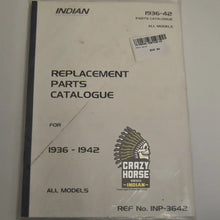 INDIAN
1936-42
PARTS CATALOGUE
ALL MODELS
REPLACEMENT
PARTS
CATALOGUE
FOR
1936 - 1942
CRAZY
HORSE
INDIAN
ALL MODELS
REF No. INP-3642